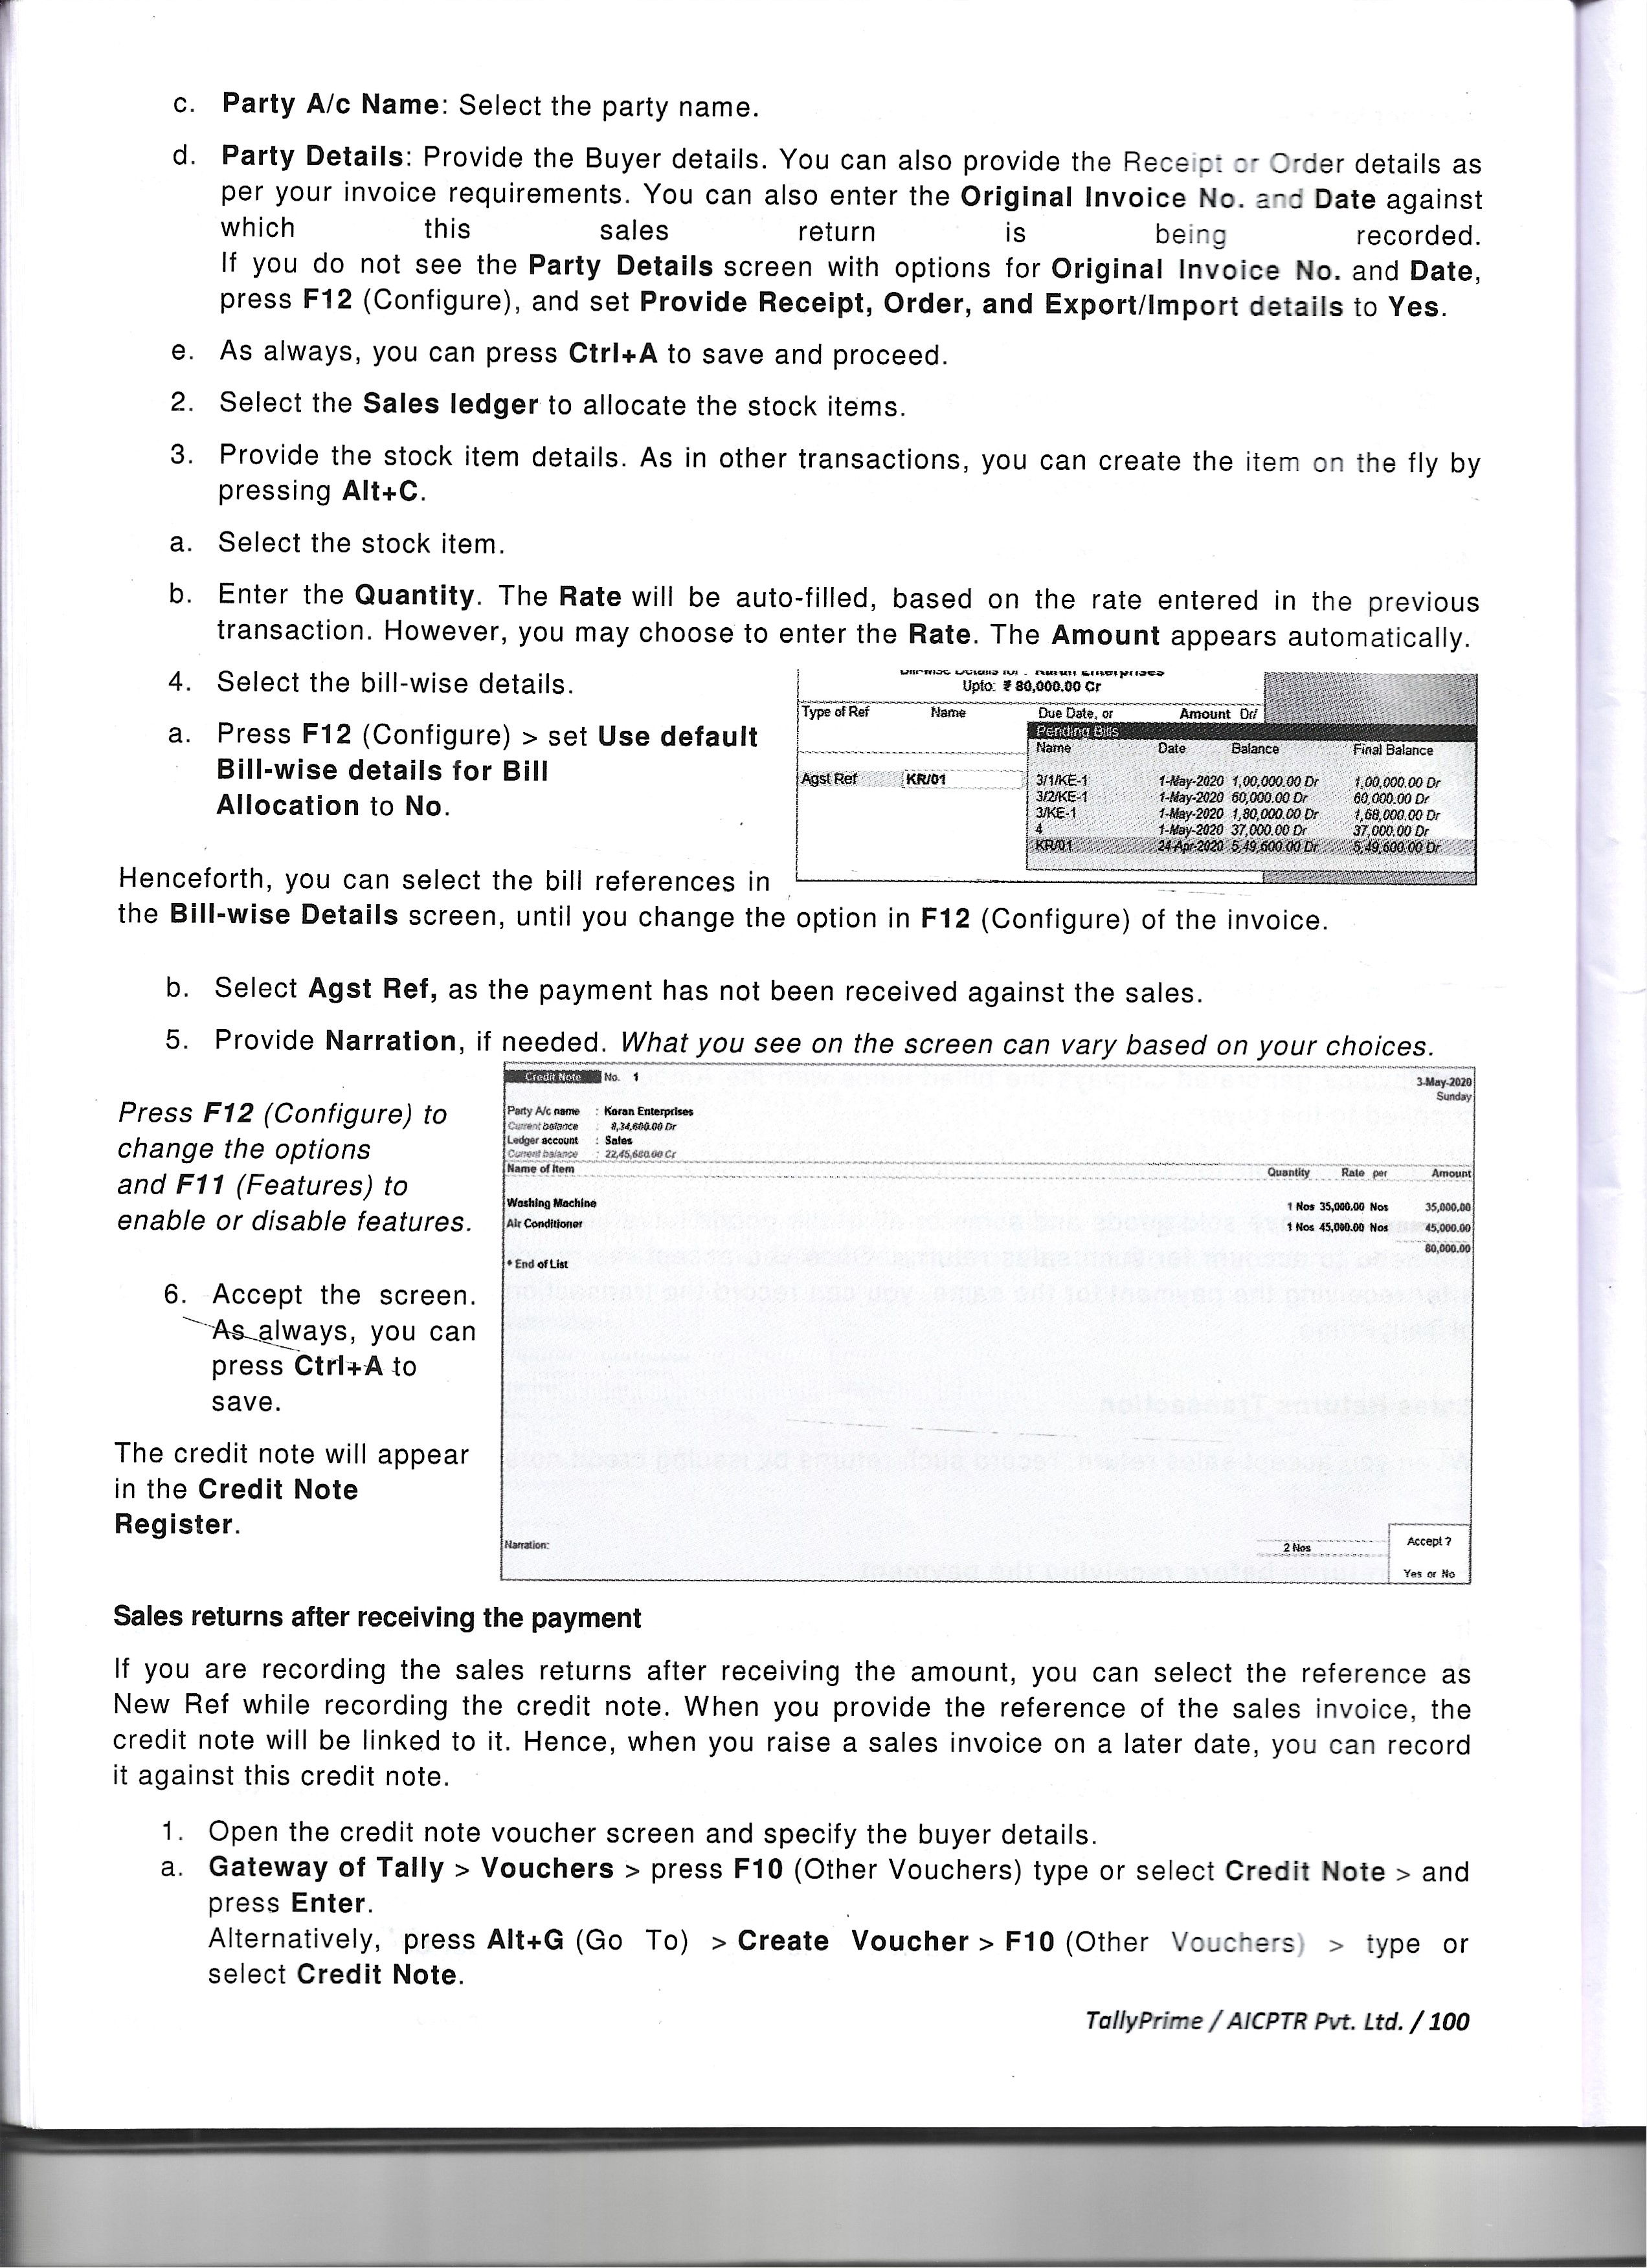 c. Party A/c Name: Select the party name.
d. Party Details: Provide the Buyer details. You can also provide the Receipt or Order details as
per your invoice requirements. You can also enter the Original Invoice No. and Date against
which this sales return is being recorded.
If you do not see the Party Details screen with options for Original Invoice No. and Date,
press F12 (Configure), and set Provide Receipt, Order, and Export/Import details to Yes.
e. As always, you can press Ctrl+A to save and proceed.
2. Select the Sales ledger to allocate the stock items.
3. Provide the stock item details. As in other transactions, you can create the item on the fly by
pressing Alt+C.
a. Select the stock item.
b. Enter the Quantity. The Rate will be auto-filled, based on the rate entered in the previous
transaction. However, you may choose to enter the Rate. The Amount appears automatically.
4. Select the bill-wise details.
a. Press F12 (Configure) > set Use default
Bill-wise details for Bill
Allocation to No.
Upto: ₹ 80,000.00 Cr
Type of Ref Name Due Date, or Amount Dr/
Pending Bills
Name Date Balance Final Balance
Agst Ref KR/01
3/1/KE-1 1-May-2020 1,00,000.00 Dr 1,00,000.00 Dr
3/2/KE-1 1-May-2020 60,000.00 Dr 60,000.00 Dr
3/KE-1 1-May-2020 1,80,000.00 Dr 1,68,000.00 Dr
4 1-May-2020 37,000.00 Dr 37,000.00 Dr
KR/01 24-Apr-2020 5,49,600.00 Dr 5,49,600.00 Dr
Henceforth, you can select the bill references in
the Bill-wise Details screen, until you change the option in F12 (Configure) of the invoice.
b. Select Agst Ref, as the payment has not been received against the sales.
5. Provide Narration, if needed. What you see on the screen can vary based on your choices.
Press F12 (Configure) to
change the options
and F11 (Features) to
enable or disable features.
6. Accept the screen.
As always, you can
press Ctrl+A to
save.
The credit note will appear
in the Credit Note
Register.
Credit Note No. 1 3-May-2020
Sunday
Party A/c name : Karan Enterprises
Current balance : 8,34,600.00 Dr
Ledger account : Sales
Current balance : 22,45,680.00 Cr
Name of Item Quantity Rate per Amount
Washing Machine 1 Nos 35,000.00 Nos 35,000.00
Air Conditioner 1 Nos 45,000.00 Nos 45,000.00
80,000.00
♦ End of List
Narration: 2 Nos
Accept ?
Yes or No
Sales returns after receiving the payment
If you are recording the sales returns after receiving the amount, you can select the reference as
New Ref while recording the credit note. When you provide the reference of the sales invoice, the
credit note will be linked to it. Hence, when you raise a sales invoice on a later date, you can record
it against this credit note.
1. Open the credit note voucher screen and specify the buyer details.
a. Gateway of Tally > Vouchers > press F10 (Other Vouchers) type or select Credit Note > and
press Enter.
Alternatively, press Alt+G (Go To) > Create Voucher > F10 (Other Vouchers) > type or
select Credit Note.
TallyPrime / AICPTR Pvt. Ltd. / 100